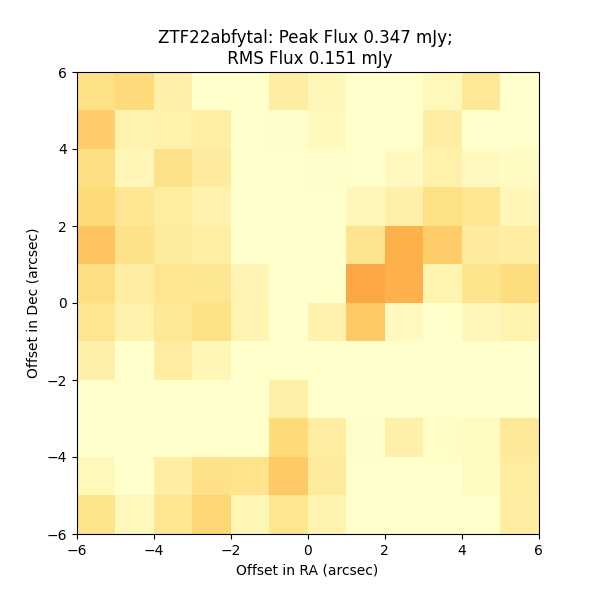 ZTF22abfytal: Peak Flux 0.347 mJy;
RMS Flux 0.151 mJy
6
4
2
0
−2
−4
−6
Offset in Dec (arcsec)
−6 −4 −2 0 2 4 6
Offset in RA (arcsec)